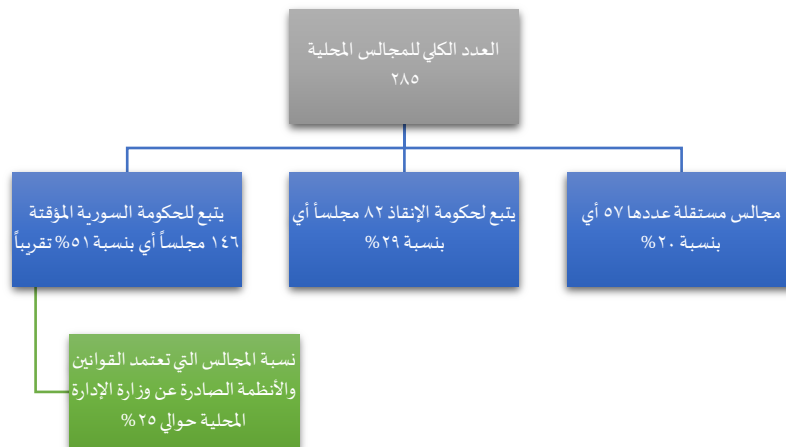 العدد الكلي للمجالس المحلية
٢٨٥
مجالس مستقلة عددها ٥٧ أي
بنسبة ٢٠%
يتبع لحكومة الإنقاذ ٨٢ مجلساً أي
بنسبة ٢٩%
يتبع للحكومة السورية المؤقتة
١٤٦ مجلساً أي بنسبة ٥١% تقريباً
نسبة المجالس التي تعتمد القوانين
والأنظمة الصادرة عن وزارة الإدارة
المحلية حوالي ٢٥%